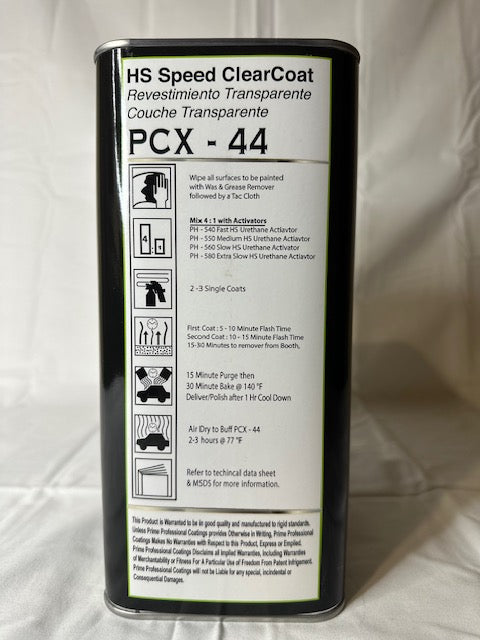 HS Speed ClearCoat
Revestimiento Transparente
Couche Transparente
PCX - 44
Wipe all surfaces to be painted
with Was & Grease Remover
followed by a Tac Cloth
Mix 4 : 1 with Activators
PH - 540 Fast HS Urethane Actiavtor
PH - 550 Medium HS Urethane Actiavtor
PH - 560 Slow HS Urethane Activator
PH - 580 Extra Slow HS Urethane Actiavtor
4 : 1
2 -3 Single Coats
First Coat : 5 - 10 Minute Flash Time
Second Coat : 10 - 15 Minute Flash Time
15-30 Minutes to remover from Booth,
15 Minute Purge then
30 Minute Bake @ 140 °F
Deliver/Polish after 1 Hr Cool Down
Air lDry to Buff PCX - 44
2-3 hours @ 77 °F
Refer to techincal data sheet
& MSDS for more information.
This Product is Warranted to be iin good quality and manufactured to rigid standards.
Unless Prime Professional Coatings provides Otherwise in Writing, Prime Professional
Coatings Makes No Warranties with Respect to this Product, Express or Empiled.
Prime Professional Coatings Disclaims all Implied Warranties, Including Warranties
of Merchantability or Fitness For A Particular Use of Freedom From Patent Infrigement.
Prime Professional Coatings will not be Liable for any special, incindental or
Consequential Damages.